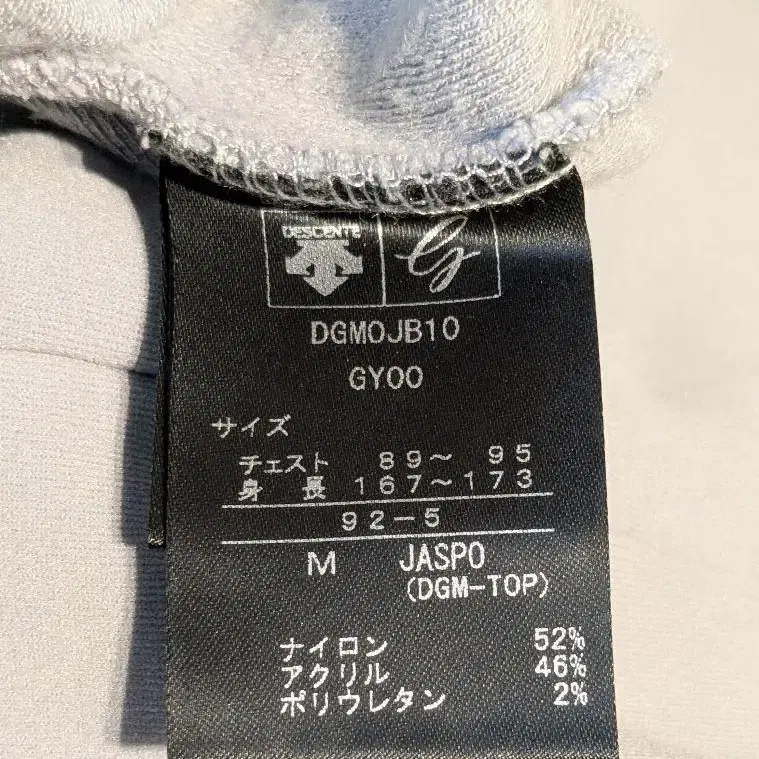 DESCENTE G
DGMOJB10
GY00
サイズ
チェスト 89～ 95
身 長 167～173
92-5
M JASPO
(DGM-TOP)
ナイロン 52%
アクリル 46%
ポリウレタン 2%